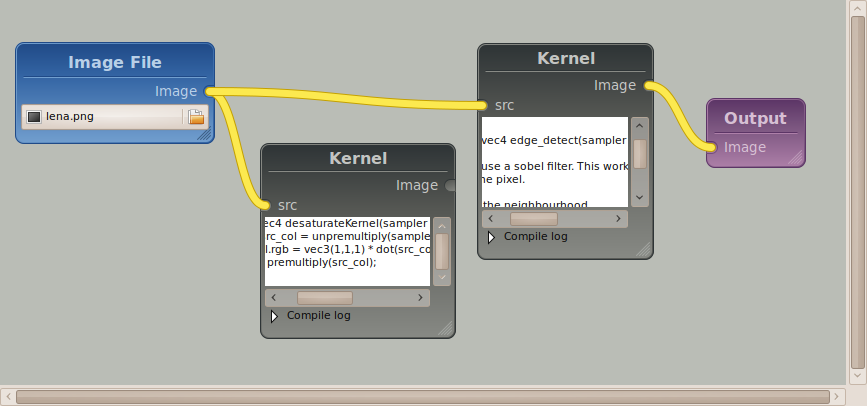 Image File
Image
lena.png
Kernel
Image
src
vec4 desaturateKernel(sampler
src_col = unpremultiply(sample
l.rgb = vec3(1,1,1) * dot(src_co
premultiply(src_col);
Compile log
Kernel
Image
src
vec4 edge_detect(sampler
use a sobel filter. This work
he pixel.
the neighbourhood
Compile log
Output
Image